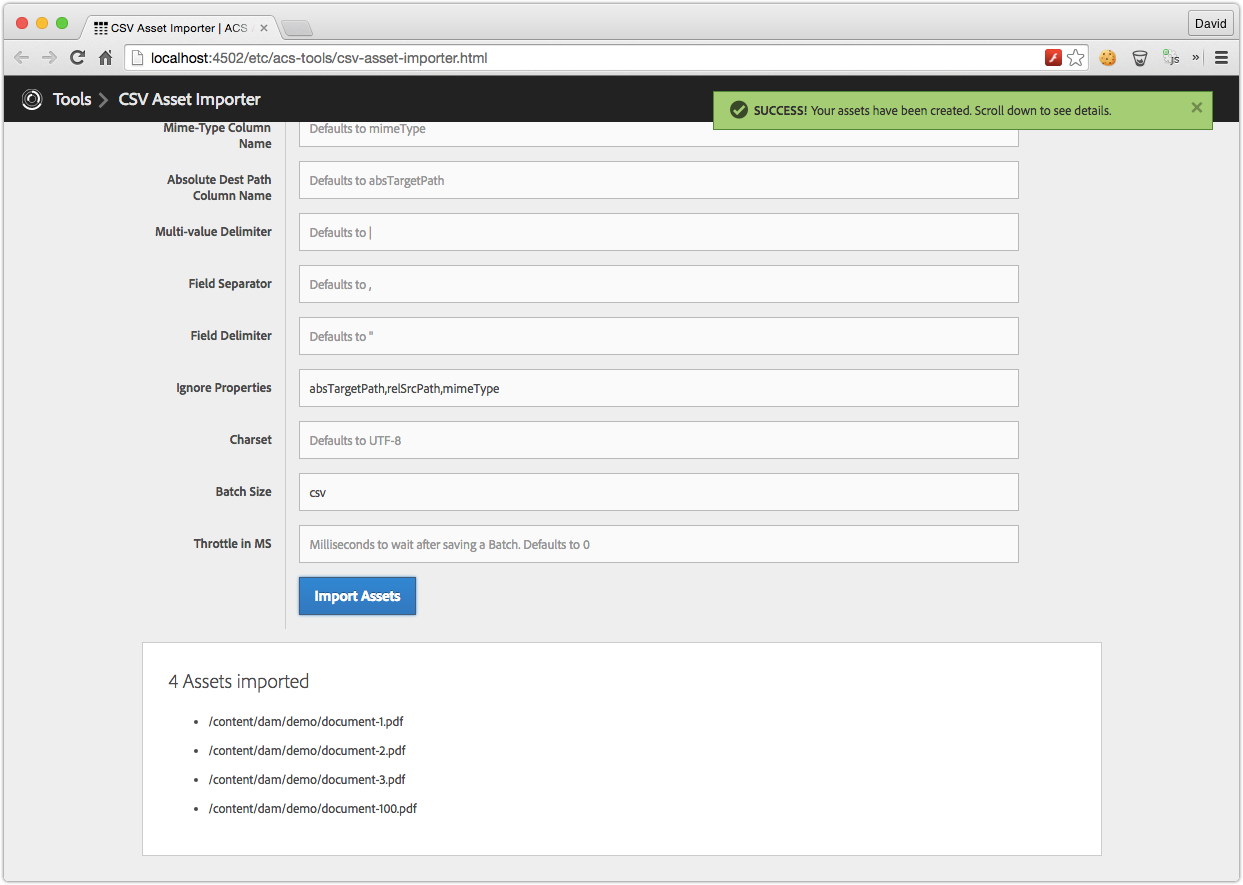 CSV Asset Importer | ACS
David
localhost:4502/etc/acs-tools/csv-asset-importer.html
js
»
Tools
CSV Asset Importer
SUCCESS! Your assets have been created. Scroll down to see details.
Mime-Type Column
Name
Defaults to mimeType
Absolute Dest Path
Column Name
Defaults to absTargetPath
Multi-value Delimiter
Defaults to |
Field Separator
Defaults to ,
Field Delimiter
Defaults to "
Ignore Properties
absTargetPath,relSrcPath,mimeType
Charset
Defaults to UTF-8
Batch Size
csv
Throttle in MS
Milliseconds to wait after saving a Batch. Defaults to 0
Import Assets
4 Assets imported
• /content/dam/demo/document-1.pdf
• /content/dam/demo/document-2.pdf
• /content/dam/demo/document-3.pdf
• /content/dam/demo/document-100.pdf